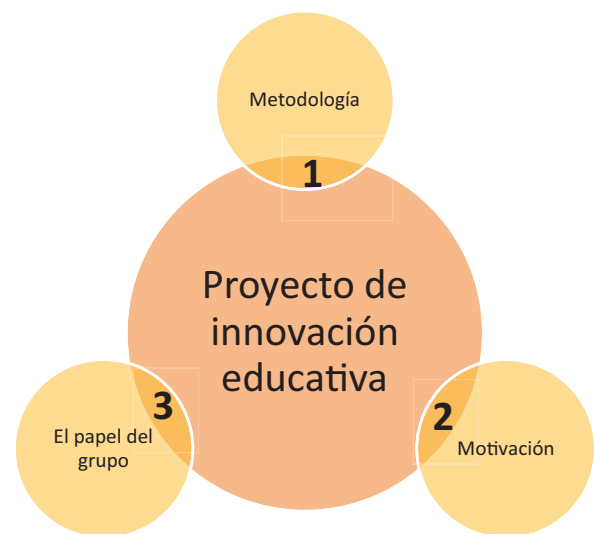 Metodología
1
Proyecto de
innovación
educativa
3
2
El papel del
grupo
Motivación